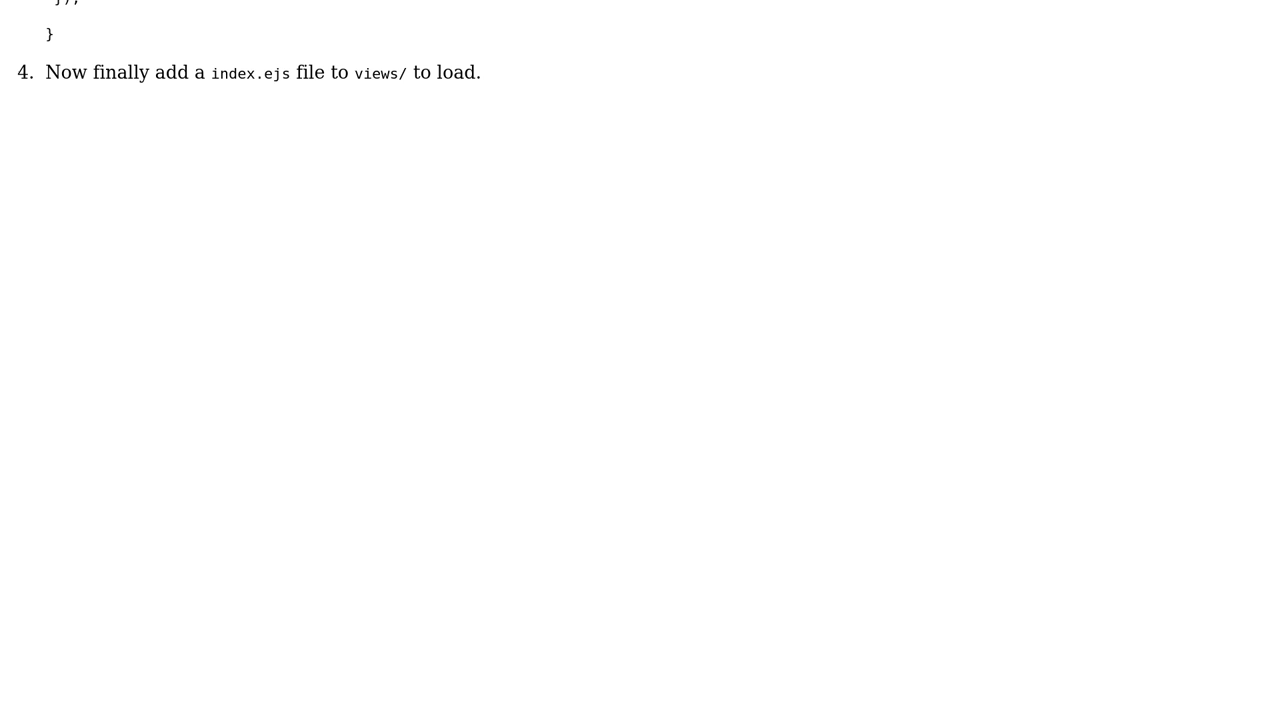 });
}
4. Now finally add a index.ejs file to views/ to load.